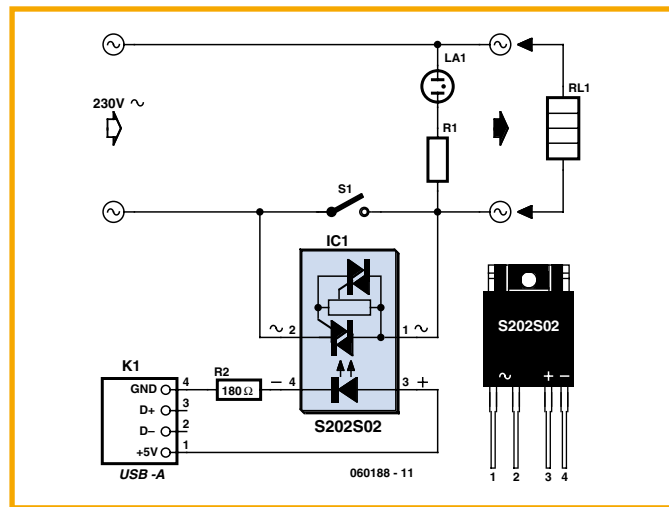 LA1
230V ~
RL1
R1
S1
IC1
~ 2
1 ~
S202S02
~ + −
1 2 3 4
K1
R2
GND
4
180Ω
− 4
3 +
D+
3
D−
2
+5V
1
S202S02
USB -A
060188 - 11